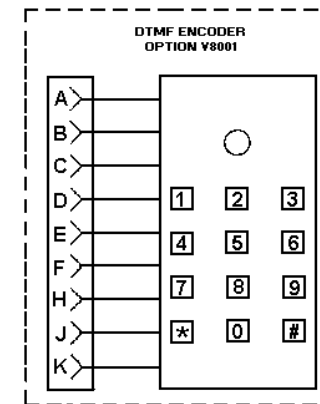 DTMF ENCODER
OPTION V8001
A
B
C
D
E
F
H
J
K
1 2 3
4 5 6
7 8 9
* 0 #